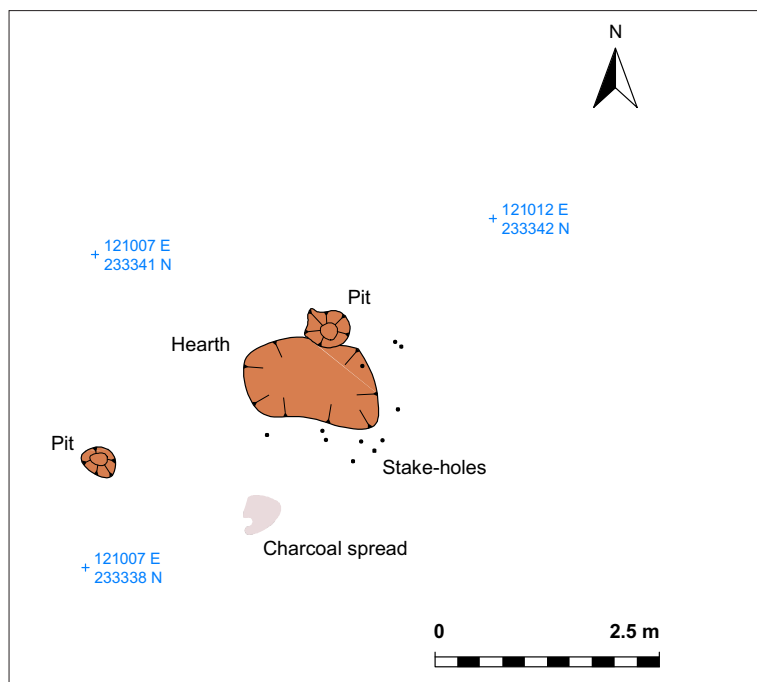 N
121012 E
233342 N
121007 E
233341 N
Pit
Hearth
Pit
Stake-holes
Charcoal spread
121007 E
233338 N
0 2.5 m